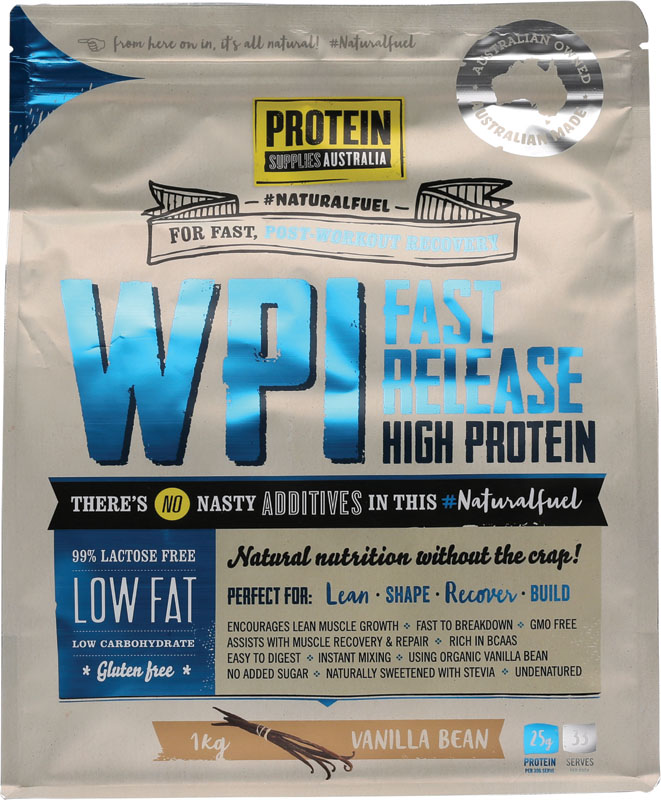 from here on in, it's all natural! #Naturalfuel
AUSTRALIAN OWNED
AUSTRALIAN MADE
PROTEIN
SUPPLIES AUSTRALIA
#NATURALFUEL
FOR FAST, POST-WORKOUT RECOVERY
WPI
FAST
RELEASE
HIGH PROTEIN
THERE'S NO NASTY ADDITIVES IN THIS #Naturalfuel
99% LACTOSE FREE
LOW FAT
LOW CARBOHYDRATE
* Gluten free *
Natural nutrition without the crap!
PERFECT FOR: Lean · SHAPE · Recover · BUILD
ENCOURAGES LEAN MUSCLE GROWTH ❖ FAST TO BREAKDOWN ❖ GMO FREE
ASSISTS WITH MUSCLE RECOVERY & REPAIR ❖ RICH IN BCAAS
EASY TO DIGEST ❖ INSTANT MIXING ❖ USING ORGANIC VANILLA BEAN
NO ADDED SUGAR ❖ NATURALLY SWEETENED WITH STEVIA ❖ UNDENATURED
1kg
VANILLA BEAN
25g
PROTEIN
PER 30G SERVE
33
SERVES